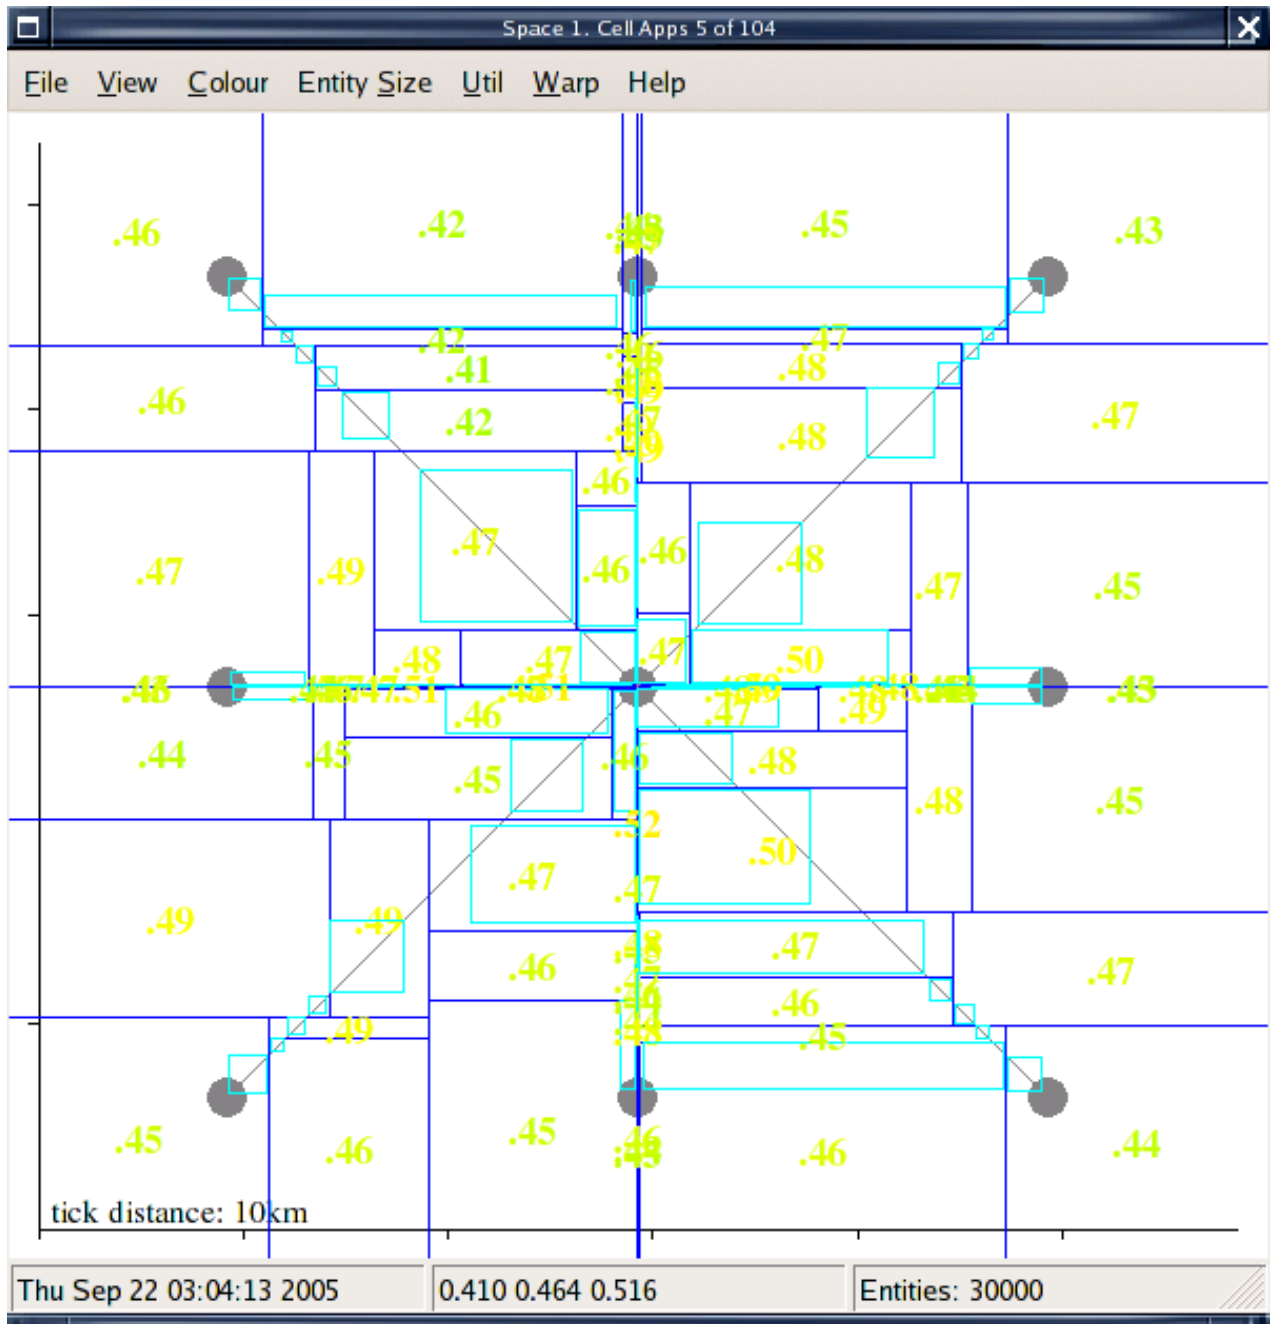 Space 1. Cell Apps 5 of 104
File View Colour Entity Size Util Warp Help
.46 .42 .45 .43
.42 .47
.41 .48
.46 .42 .48 .47
.46
.47 .49 .47 .46 .46 .48 .47 .45
.48 .47 .47 .50
.46 .47 .49
.44 .45 .45 .46 .48
.48 .45
.52
.47 .50
.47
.49 .49 .47 .47
.46 .46
.49 .45
.45 .46 .45 .46 .44
tick distance: 10km
Thu Sep 22 03:04:13 2005 0.410 0.464 0.516 Entities: 30000